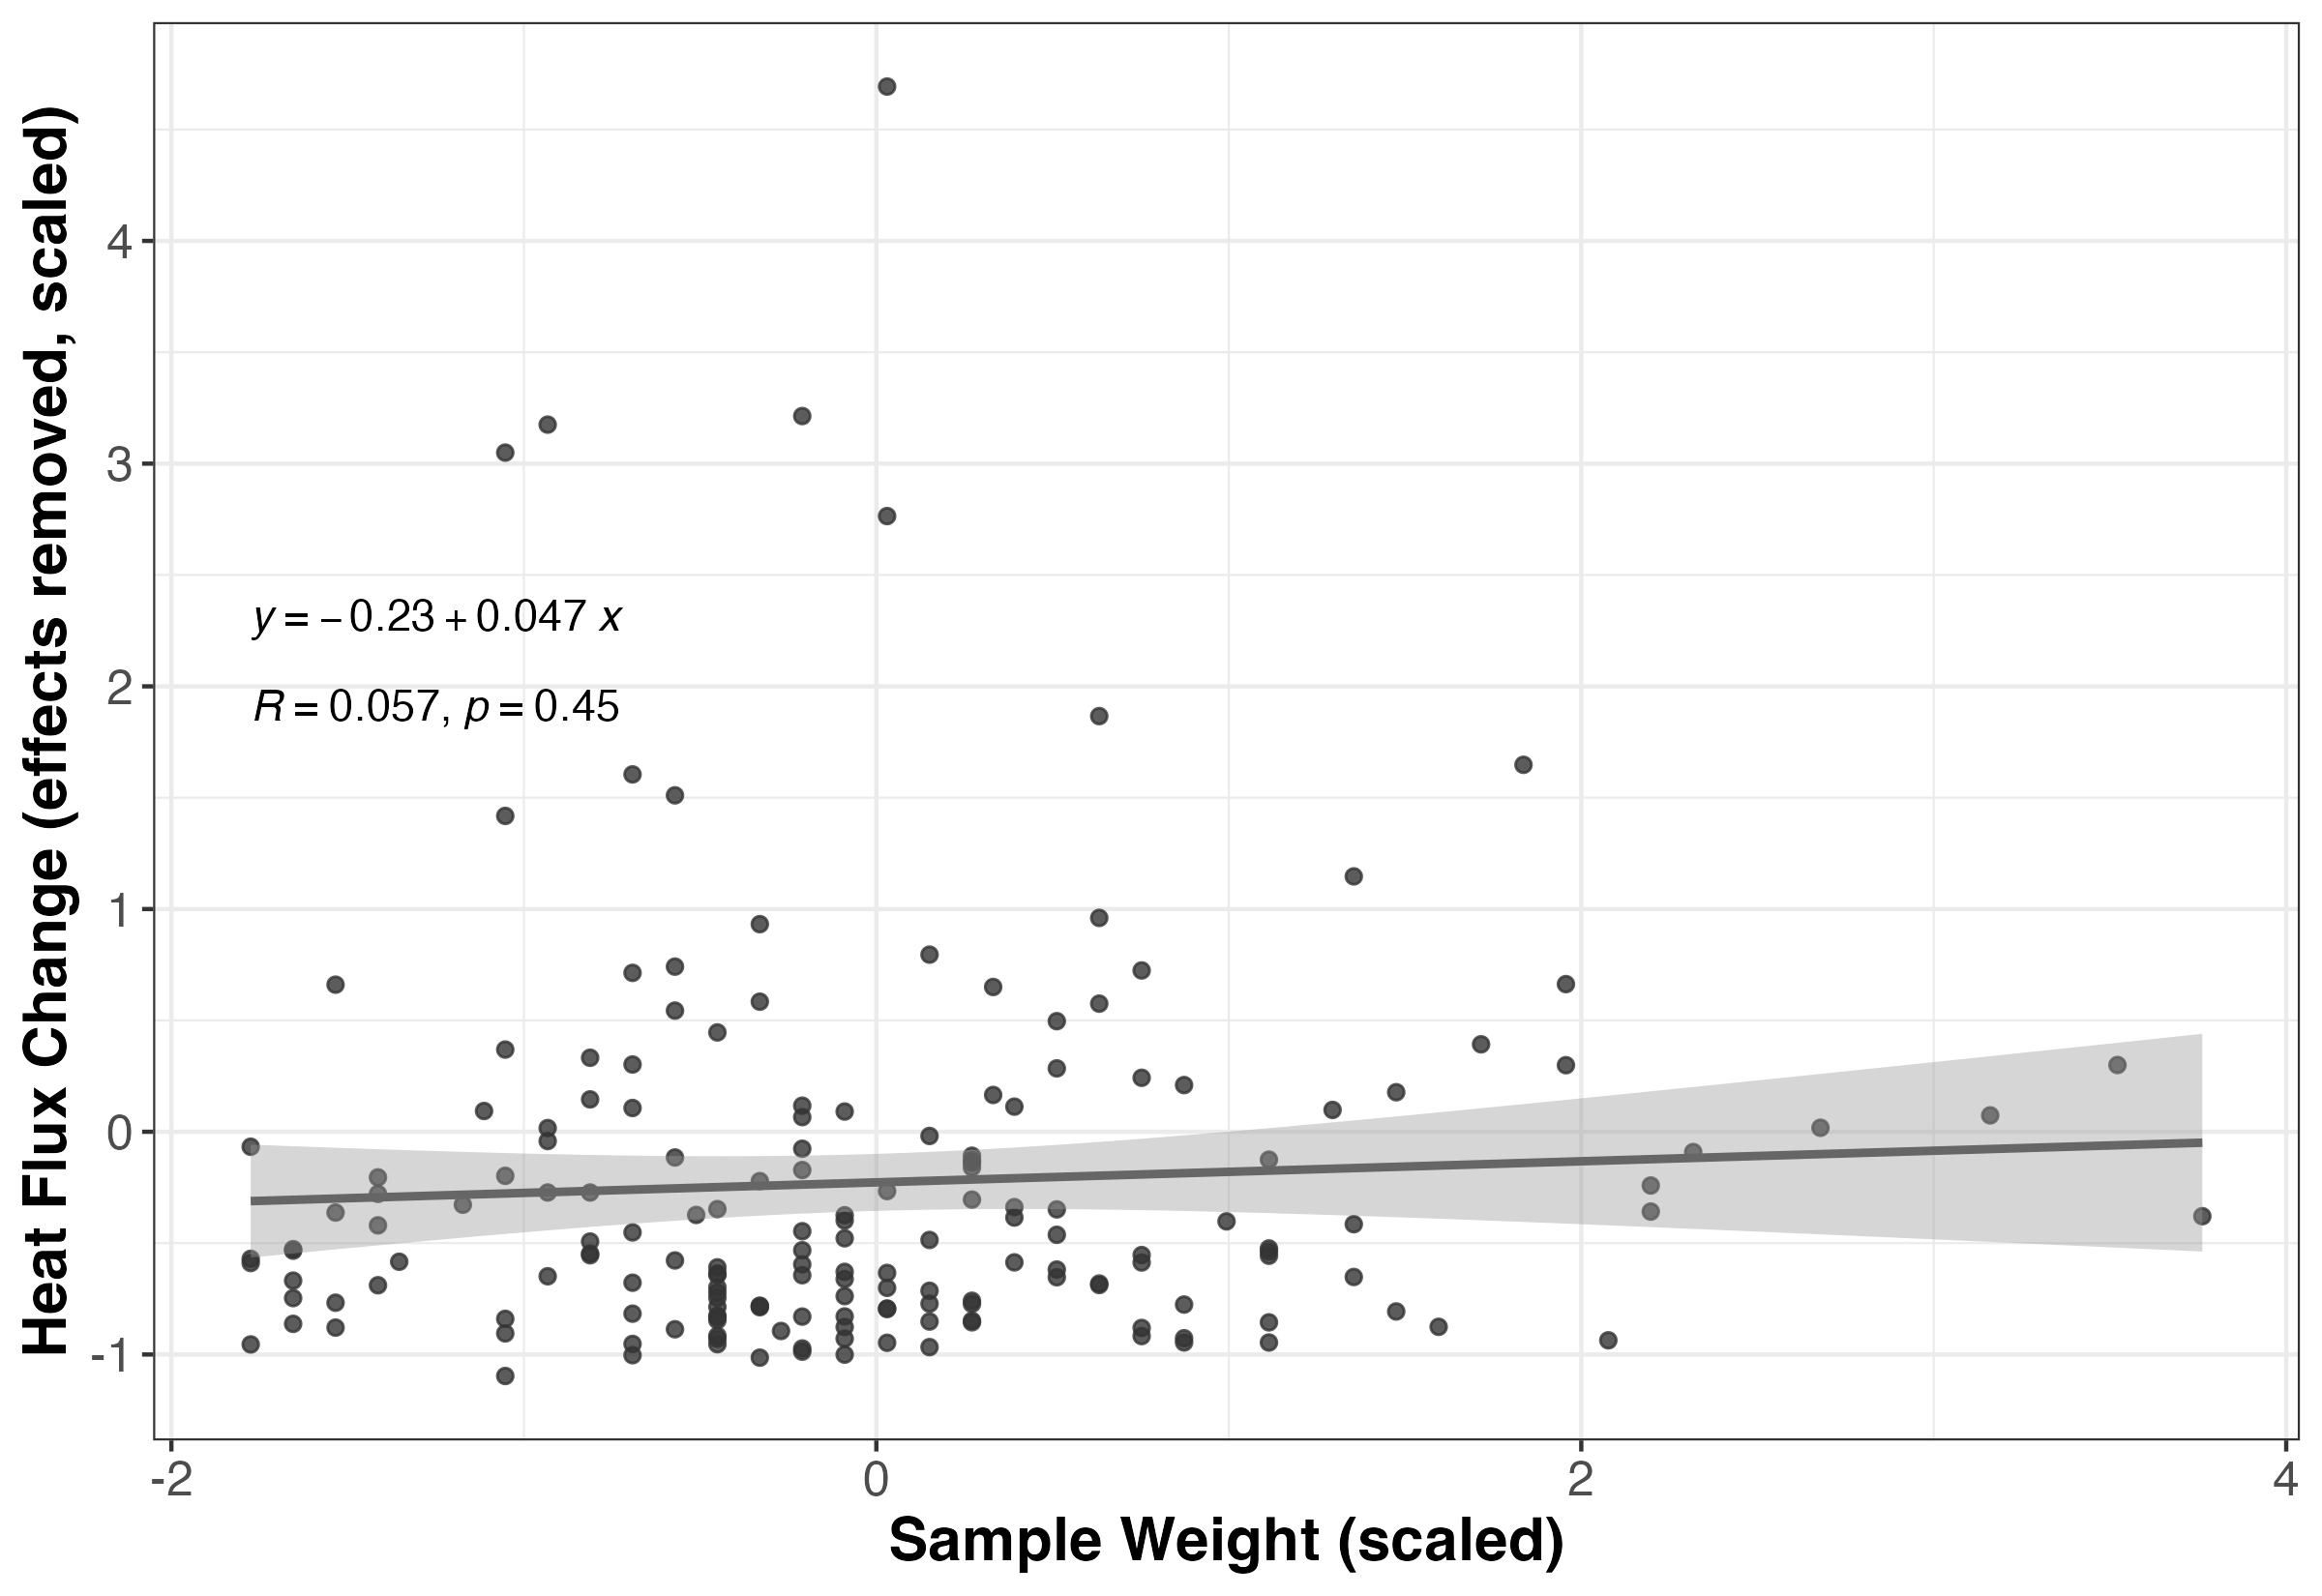 Heat Flux Change (effects removed, scaled)
4
3
2
1
0
-1
y = −0.23 + 0.047 x
R = 0.057, p = 0.45
-2
0
2
4
Sample Weight (scaled)